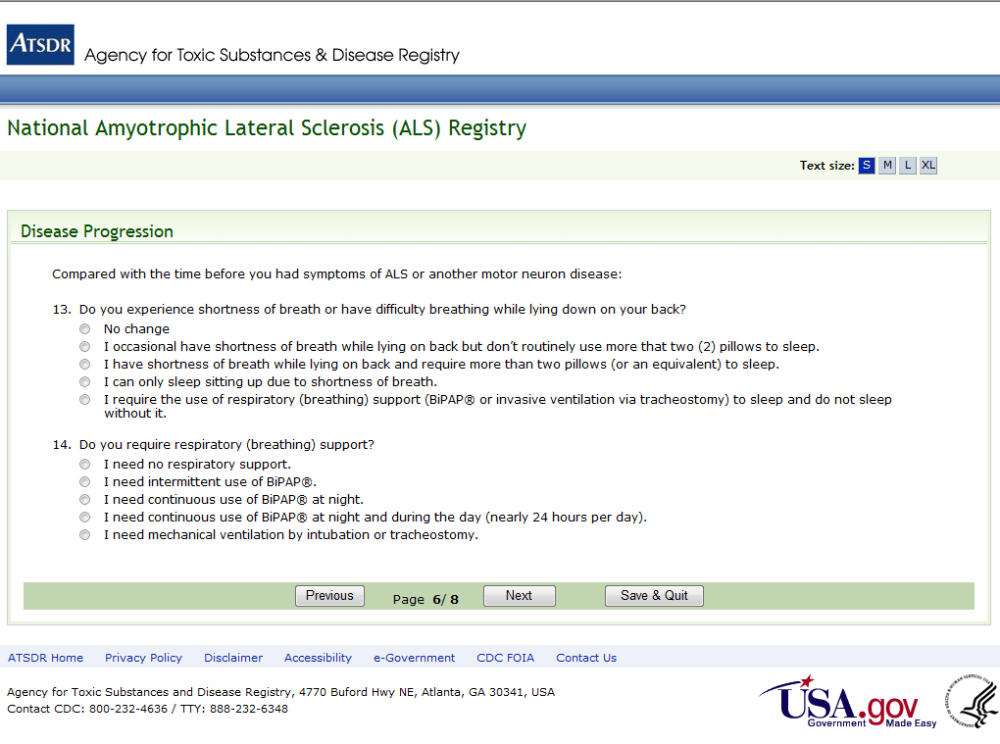 ATSDR
Agency for Toxic Substances & Disease Registry
National Amyotrophic Lateral Sclerosis (ALS) Registry
Text size: S M L XL
Disease Progression
Compared with the time before you had symptoms of ALS or another motor neuron disease:
13. Do you experience shortness of breath or have difficulty breathing while lying down on your back?
No change
I occasional have shortness of breath while lying on back but don't routinely use more that two (2) pillows to sleep.
I have shortness of breath while lying on back and require more than two pillows (or an equivalent) to sleep.
I can only sleep sitting up due to shortness of breath.
I require the use of respiratory (breathing) support (BiPAP® or invasive ventilation via tracheostomy) to sleep and do not sleep
without it.
14. Do you require respiratory (breathing) support?
I need no respiratory support.
I need intermittent use of BiPAP®.
I need continuous use of BiPAP® at night.
I need continuous use of BiPAP® at night and during the day (nearly 24 hours per day).
I need mechanical ventilation by intubation or tracheostomy.
Previous Page 6/ 8 Next Save & Quit
ATSDR Home Privacy Policy Disclaimer Accessibility e-Government CDC FOIA Contact Us
Agency for Toxic Substances and Disease Registry, 4770 Buford Hwy NE, Atlanta, GA 30341, USA
Contact CDC: 800-232-4636 / TTY: 888-232-6348
USA.gov
Government Made Easy